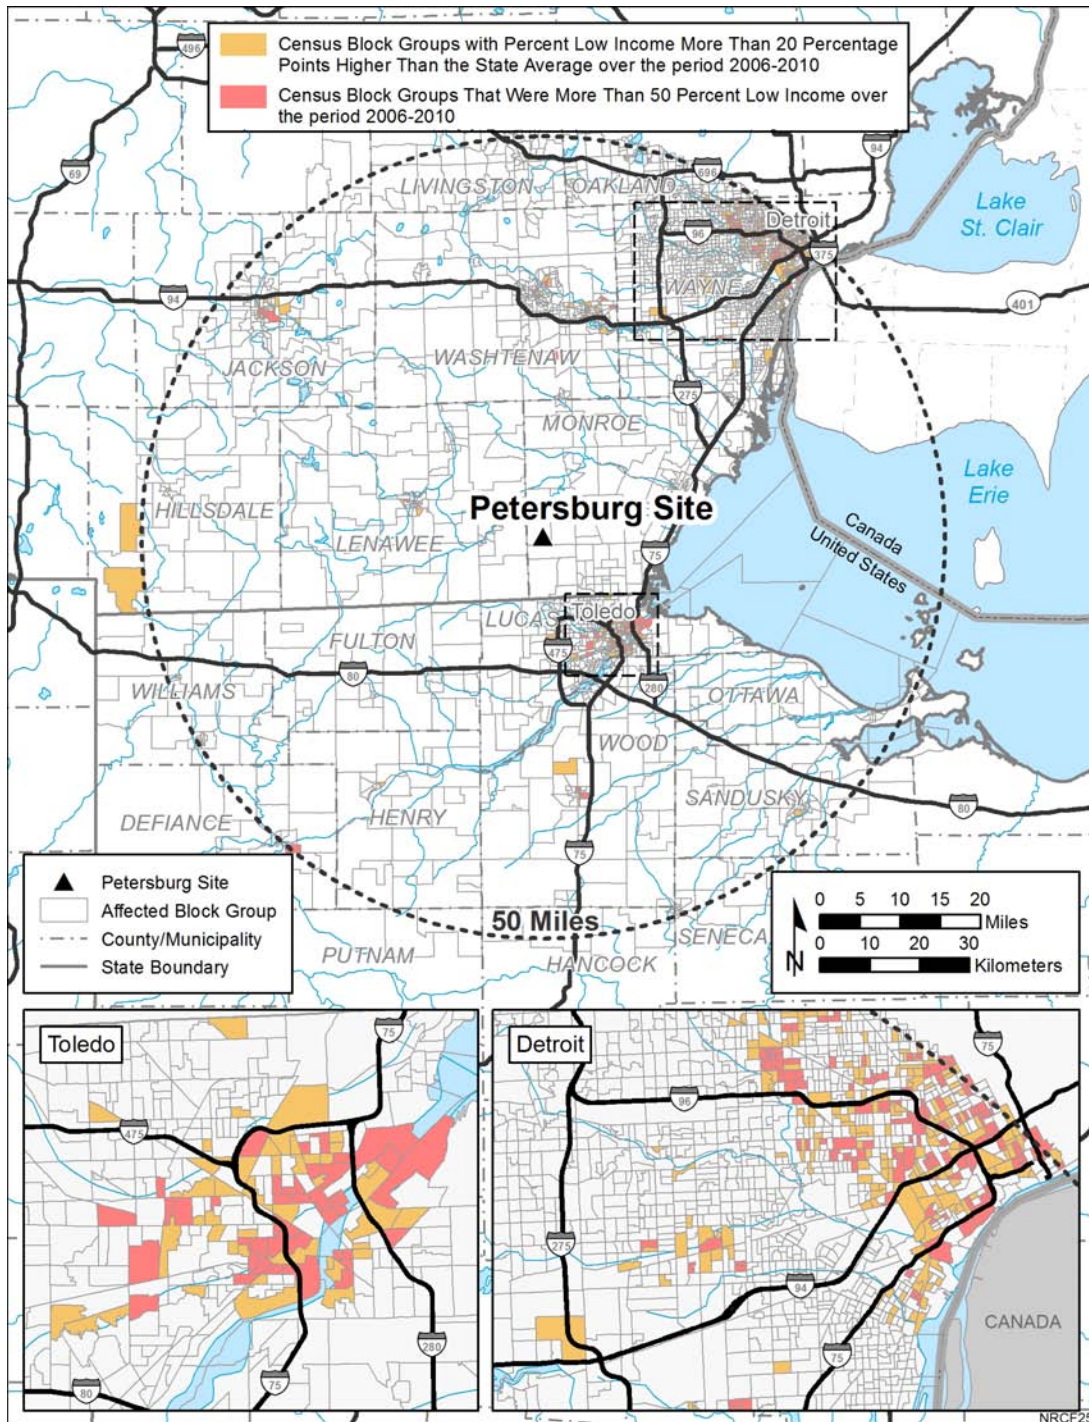 Census Block Groups with Percent Low Income More Than 20 Percentage
Points Higher Than the State Average over the period 2006-2010
Census Block Groups That Were More Than 50 Percent Low Income over
the period 2006-2010
496
69
94
696
LIVINGSTON
OAKLAND
Detroit
96
375
Lake
St. Clair
94
WAYNE
401
JACKSON
WASHTENAW
275
MONROE
Lake
Erie
HILLSDALE
Petersburg Site
LENAWEE
Canada
United States
75
LUCAS
Toledo
FULTON
475
80
280
WILLIAMS
OTTAWA
WOOD
SANDUSKY
80
DEFIANCE
HENRY
75
50 Miles
SENECA
PUTNAM
HANCOCK
Petersburg Site
Affected Block Group
County/Municipality
State Boundary
0 5 10 15 20
Miles
0 10 20 30
Kilometers
N
Toledo
75
475
280
80
75
Detroit
75
96
275
94
75
CANADA